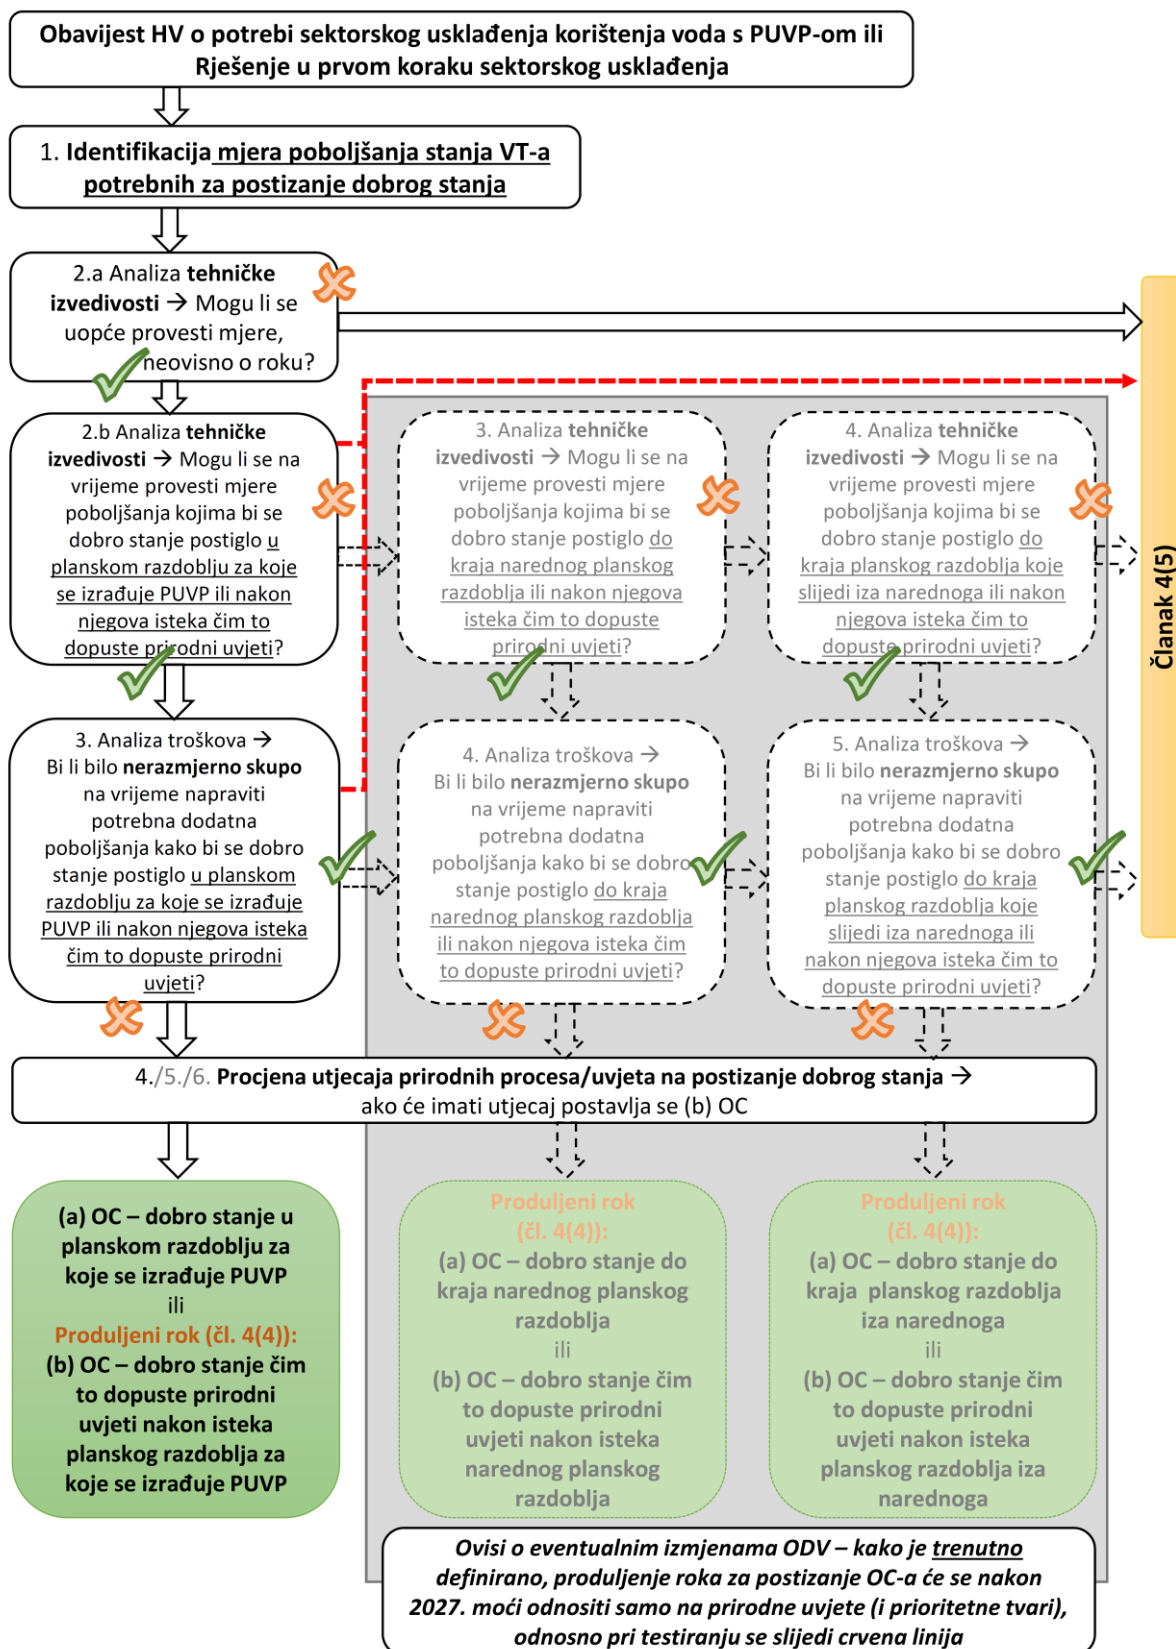 Obavijest HV o potrebi sektorskog usklađenja korištenja voda s PUVP-om ili
Rješenje u prvom koraku sektorskog usklađenja
1. Identifikacija mjera poboljšanja stanja VT-a
potrebnih za postizanje dobrog stanja
2.a Analiza tehničke
izvedivosti → Mogu li se
uopće provesti mjere,
neovisno o roku?
2.b Analiza tehničke
izvedivosti → Mogu li se na
vrijeme provesti mjere
poboljšanja kojima bi se
dobro stanje postiglo u
planskom razdoblju za koje
se izrađuje PUVP ili nakon
njegova isteka čim to
dopuste prirodni uvjeti?
3. Analiza tehničke
izvedivosti → Mogu li se na
vrijeme provesti mjere
poboljšanja kojima bi se
dobro stanje postiglo do
kraja narednog planskog
razdoblja ili nakon njegova
isteka čim to dopuste
prirodni uvjeti?
4. Analiza tehničke
izvedivosti → Mogu li se na
vrijeme provesti mjere
poboljšanja kojima bi se
dobro stanje postiglo do
kraja planskog razdoblja koje
slijedi iza narednoga ili nakon
njegova isteka čim to
dopuste prirodni uvjeti?
Članak 4(5)
3. Analiza troškova →
Bi li bilo nerazmjerno skupo
na vrijeme napraviti
potrebna dodatna
poboljšanja kako bi se dobro
stanje postiglo u planskom
razdoblju za koje se izrađuje
PUVP ili nakon njegova isteka
čim to dopuste prirodni
uvjeti?
4. Analiza troškova →
Bi li bilo nerazmjerno skupo
na vrijeme napraviti
potrebna dodatna
poboljšanja kako bi se dobro
stanje postiglo do kraja
narednog planskog razdoblja
ili nakon njegova isteka čim
to dopuste prirodni uvjeti?
5. Analiza troškova →
Bi li bilo nerazmjerno skupo
na vrijeme napraviti
potrebna dodatna
poboljšanja kako bi se dobro
stanje postiglo do kraja
planskog razdoblja koje
slijedi iza narednoga ili
nakon njegova isteka čim to
dopuste prirodni uvjeti?
4./5./6. Procjena utjecaja prirodnih procesa/uvjeta na postizanje dobrog stanja →
ako će imati utjecaj postavlja se (b) OC
(a) OC – dobro stanje u
planskom razdoblju za
koje se izrađuje PUVP
ili
Produljeni rok (čl. 4(4)):
(b) OC – dobro stanje čim
to dopuste prirodni
uvjeti nakon isteka
planskog razdoblja za
koje se izrađuje PUVP
Produljeni rok
(čl. 4(4)):
(a) OC – dobro stanje do
kraja narednog planskog
razdoblja
ili
(b) OC – dobro stanje čim
to dopuste prirodni
uvjeti nakon isteka
narednog planskog
razdoblja
Produljeni rok
(čl. 4(4)):
(a) OC – dobro stanje do
kraja planskog razdoblja
iza narednoga
ili
(b) OC – dobro stanje čim
to dopuste prirodni
uvjeti nakon isteka
planskog razdoblja iza
narednoga
Ovisi o eventualnim izmjenama ODV – kako je trenutno
definirano, produljenje roka za postizanje OC-a će se nakon
2027. moći odnositi samo na prirodne uvjete (i prioritetne tvari),
odnosno pri testiranju se slijedi crvena linija